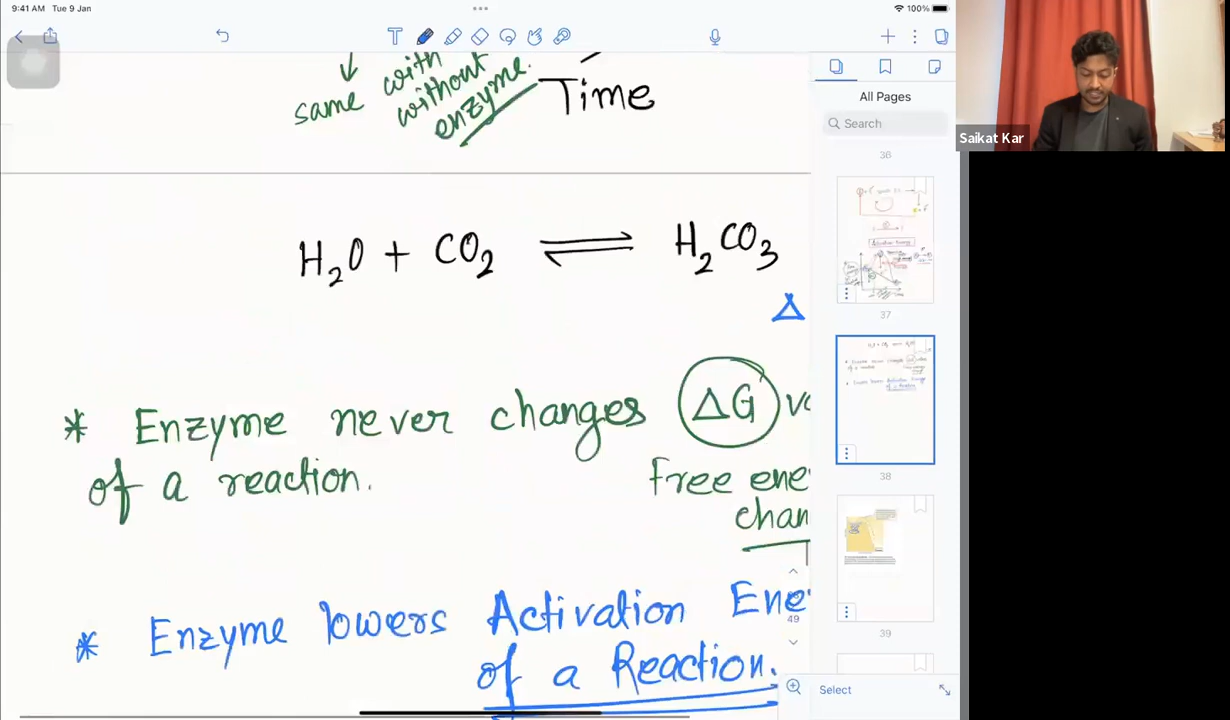 9:41 AM Tue 9 Jan
100%
T
All Pages
Search
Saikat Kar
same
with
without
enzyme.
Time
H2O + CO2 ⇌ H2CO3
Δ
* Enzyme never changes ΔG
of a reaction.
free
* Enzyme lowers Activation
of a Reaction.
36
37
38
39
49
Select